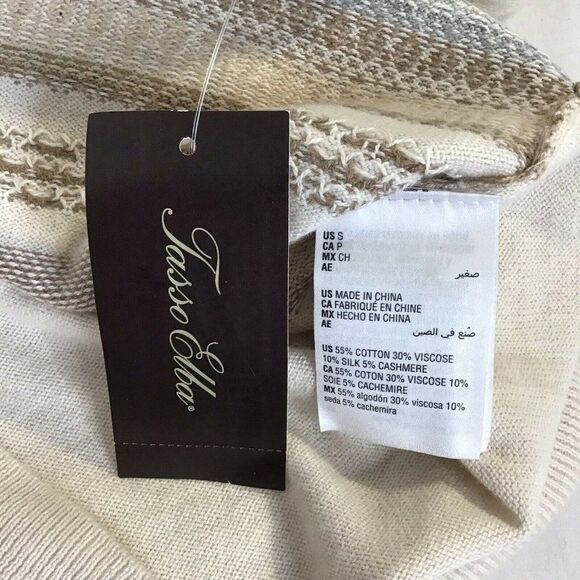 Tasso Elba®
US S
CA P
MX CH
AE صغير
US MADE IN CHINA
CA FABRIQUÉ EN CHINE
MX HECHO EN CHINA
AE صُنع في الصين
US 55% COTTON 30% VISCOSE
10% SILK 5% CASHMERE
CA 55% COTON 30% VISCOSE 10%
SOIE 5% CACHEMIRE
MX 55% algodón 30% viscosa 10%
seda 5% cachemira